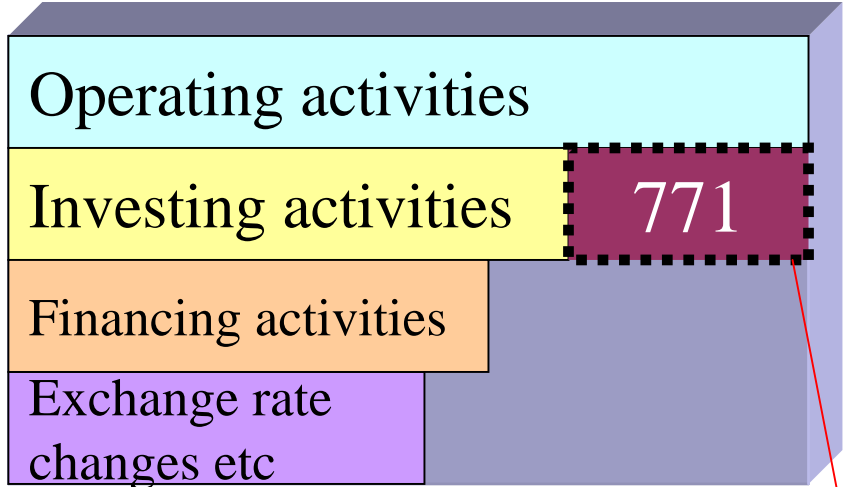 Operating activities
Investing activities 771
Financing activities
Exchange rate
changes etc